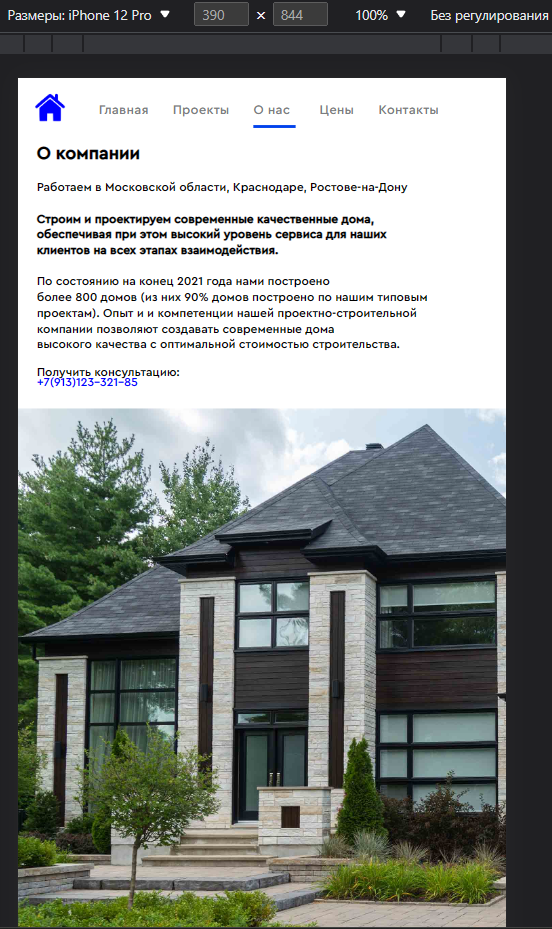 Размеры: iPhone 12 Pro 390 × 844 100% Без регулирования
Главная Проекты О нас Цены Контакты
О компании
Работаем в Московской области, Краснодаре, Ростове-на-Дону
Строим и проектируем современные качественные дома,
обеспечивая при этом высокий уровень сервиса для наших
клиентов на всех этапах взаимодействия.
По состоянию на конец 2021 года нами построено
более 800 домов (из них 90% домов построено по нашим типовым
проектам). Опыт и и компетенции нашей проектно-строительной
компании позволяют создавать современные дома
высокого качества с оптимальной стоимостью строительства.
Получить консультацию:
+7(913)123-321-85